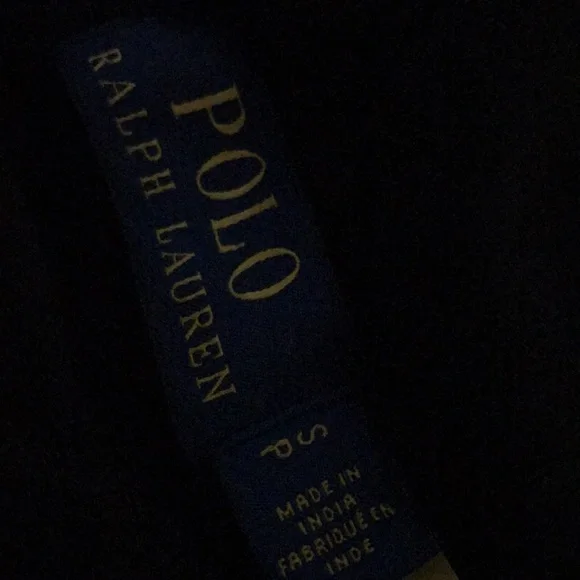 POLO
RALPH LAUREN
S
P
MADE IN
INDIA
FABRIQUÉ EN
INDE